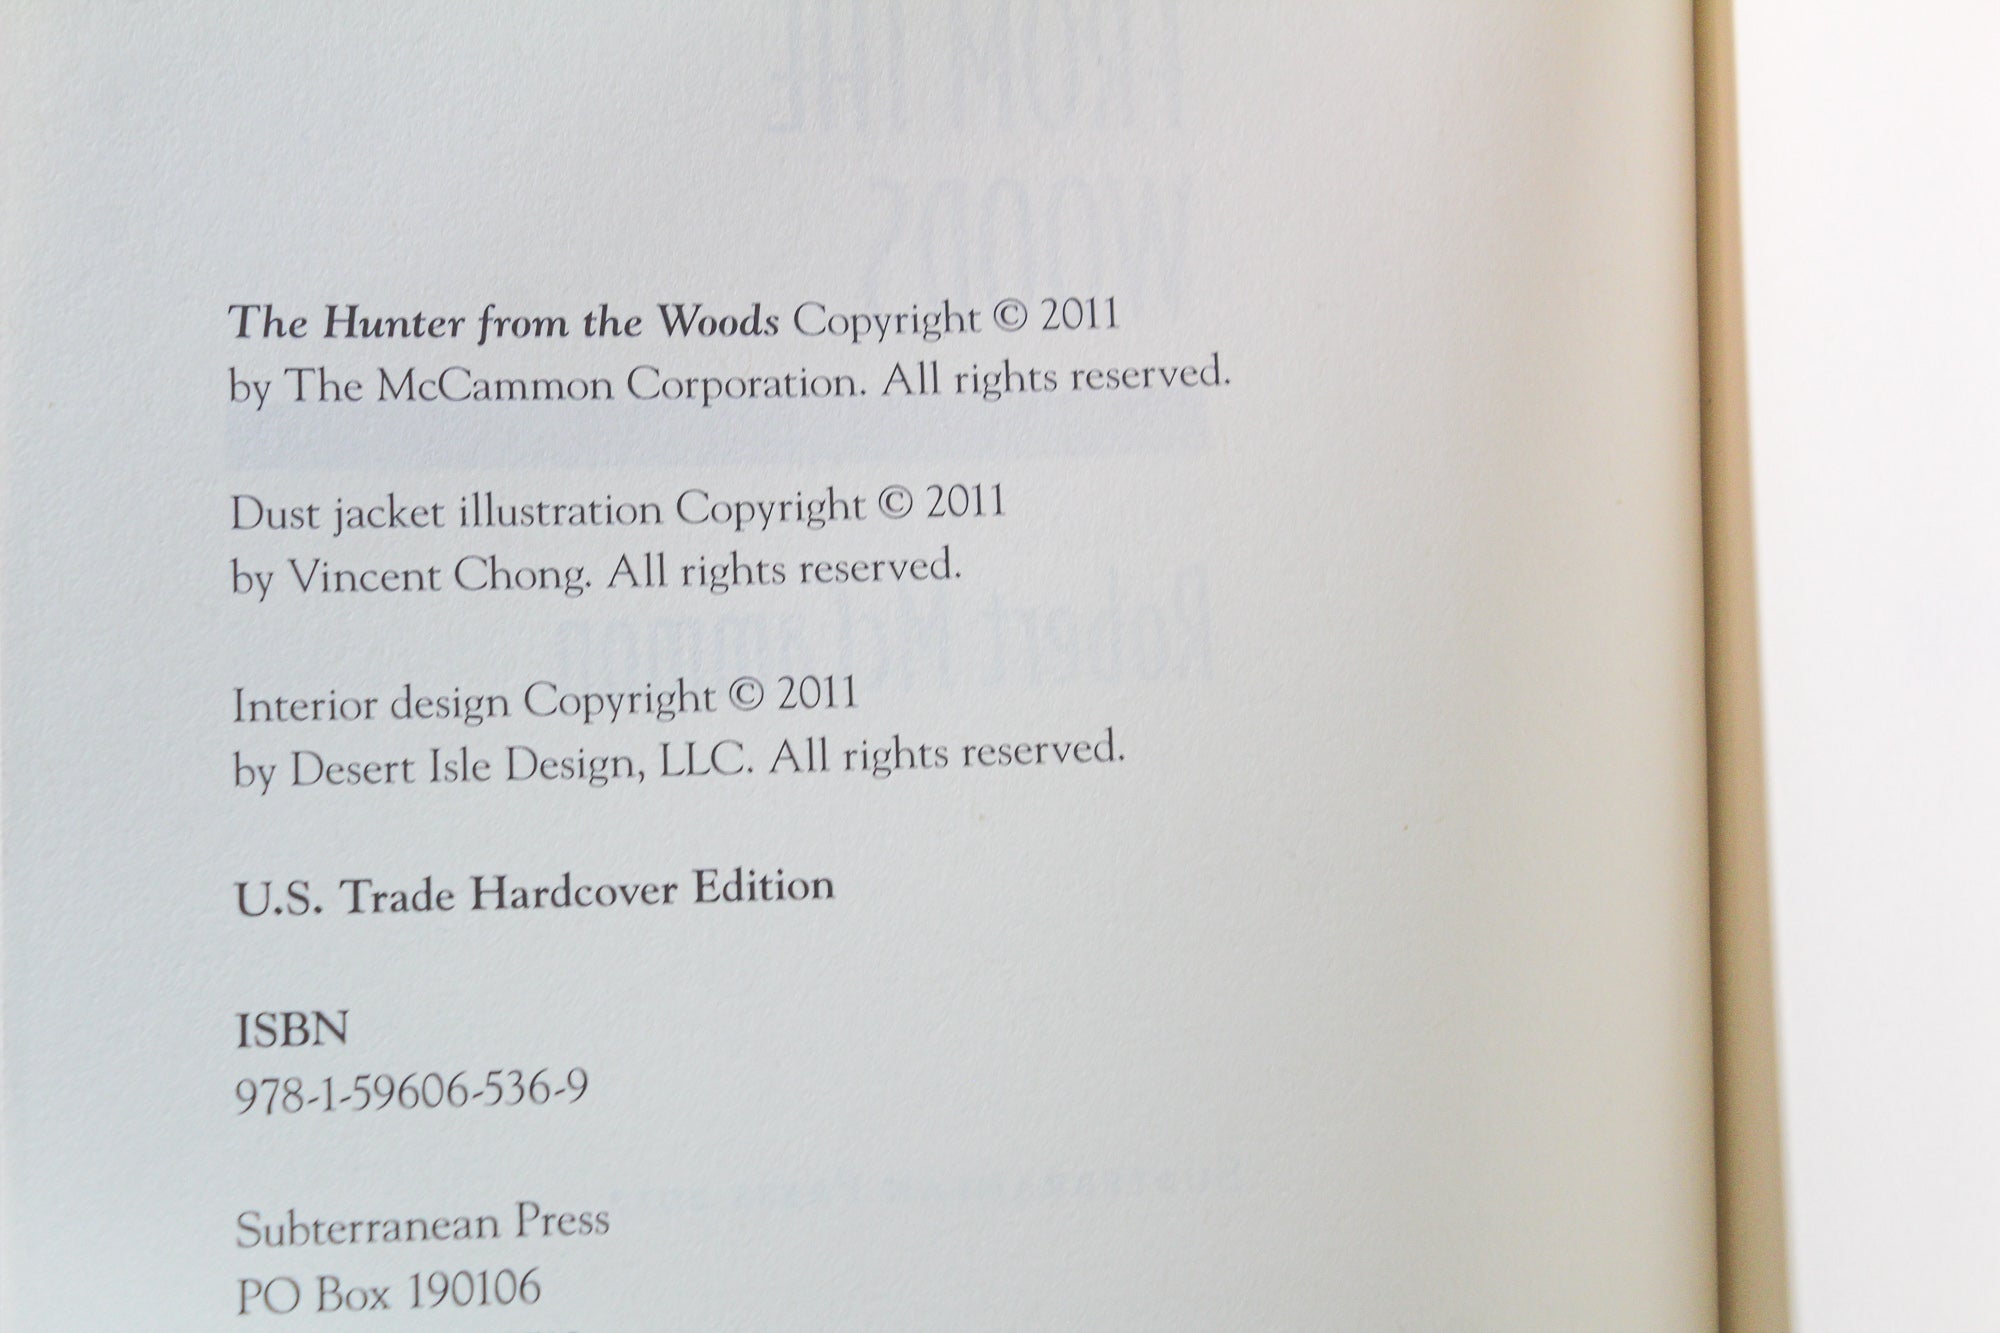 The Hunter from the Woods Copyright © 2011
by The McCammon Corporation. All rights reserved.
Dust jacket illustration Copyright © 2011
by Vincent Chong. All rights reserved.
Interior design Copyright © 2011
by Desert Isle Design, LLC. All rights reserved.
U.S. Trade Hardcover Edition
ISBN
978-1-59606-536-9
Subterranean Press
PO Box 190106